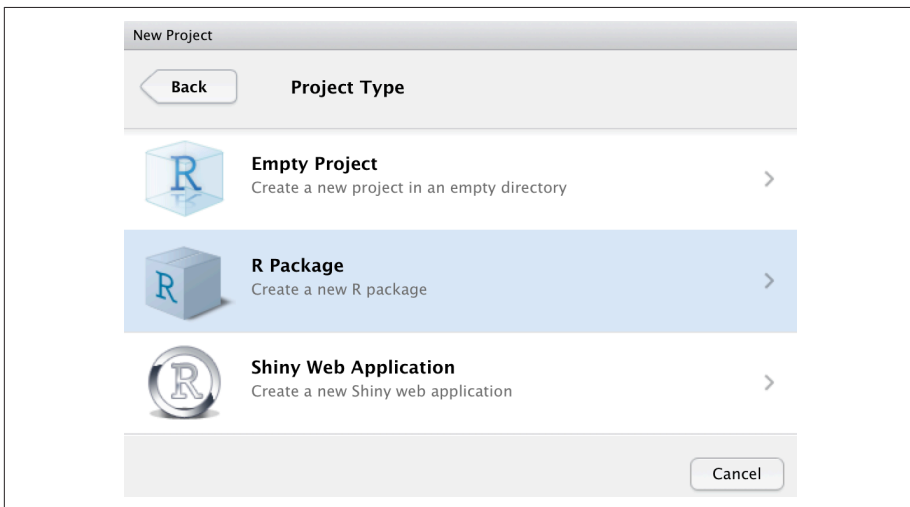 New Project
Back
Project Type
R
Empty Project
Create a new project in an empty directory
R
R Package
Create a new R package
R
Shiny Web Application
Create a new Shiny web application
Cancel